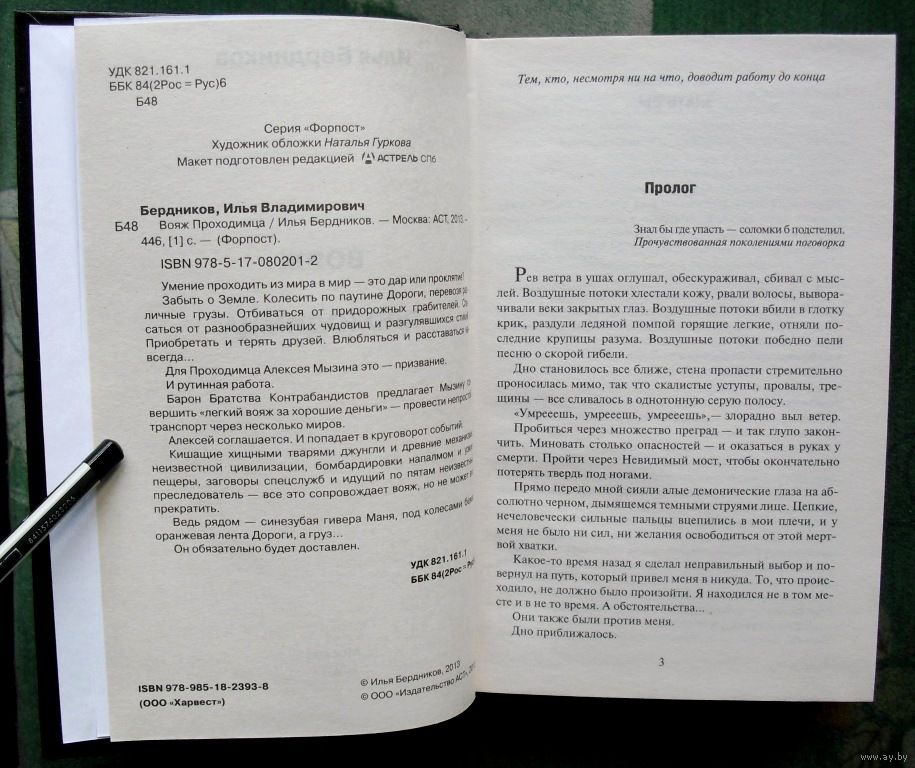 УДК 821.161.1
ББК 84(2Рос = Рус)6
Б48
Серия «Форпост»
Художник обложки Наталья Гуркова
Макет подготовлен редакцией АСТРЕЛЬ СПб
Бердников, Илья Владимирович
Б48 Вояж Проходимца / Илья Бердников. — Москва: АСТ, 2013. –
446, [1] с. — (Форпост).
ISBN 978-5-17-080201-2
Умение проходить из мира в мир — это дар или проклятие?
Забыть о Земле. Колесить по паутине Дороги, перевозя
личные грузы. Отбиваться от придорожных грабителей.
саться от разнообразнейших чудовищ и разгулявшихся
Приобретать и терять друзей. Влюбляться и расставаться
всегда...
Для Проходимца Алексея Мызина это — призвание.
И рутинная работа.
Барон Братства Контрабандистов предлагает Мызину
вершить «легкий вояж за хорошие деньги» — провести
транспорт через несколько миров.
Алексей соглашается. И попадает в круговорот событий.
Кишащие хищными тварями джунгли и древние
неизвестной цивилизации, бомбардировки напалмом и
пещеры, заговоры спецслужб и идущий по пятам
преследователь — все это сопровождает вояж, но не может
прекратить.
Ведь рядом — синезубая гивера Маня, под колесами
оранжевая лента Дороги, а груз...
Он обязательно будет доставлен.
УДК 821.161.1
ББК 84(2Рос = Рус)
ISBN 978-985-18-2393-8
(ООО «Харвест»)
© Илья Бердников, 2013
© ООО «Издательство АСТ»,
Тем, кто, несмотря ни на что, доводит работу до конца
Пролог
Знал бы где упасть — соломки б подстелил.
Прочувствованная поколениями поговорка
Рев ветра в ушах оглушал, обескураживал, сбивал с мыс-
лей. Воздушные потоки хлестали кожу, рвали волосы, вывора-
чивали веки закрытых глаз. Воздушные потоки вбили в глотку
крик, раздули ледяной помпой горящие легкие, отняли по-
следние крупицы разума. Воздушные потоки победно пели
песню о скорой гибели.
Дно становилось все ближе, стена пропасти стремительно
проносилась мимо, так что скалистые уступы, провалы, тре-
щины — все сливалось в однотонную серую полосу.
«Умрееешь, умрееешь, умрееешь»,— злорадно выл ветер.
Пробиться через множество преград — и так глупо закон-
чить. Миновать столько опасностей — и оказаться в руках у
смерти. Пройти через Невидимый мост, чтобы окончательно
потерять твердь под ногами.
Прямо передо мной сияли алые демонические глаза на аб-
солютно черном, дымящемся темными струями лице. Цепкие,
нечеловечески сильные пальцы вцепились в мои плечи, и у
меня не было ни сил, ни желания освободиться от этой мерт-
вой хватки.
Какое-то время назад я сделал неправильный выбор и по-
вернул на путь, который привел меня в никуда. То, что проис-
ходило, не должно было произойти. Я находился не в том ме-
сте и в не то время. А обстоятельства...
Они также были против меня.
Дно приближалось.
3
www.ay.by